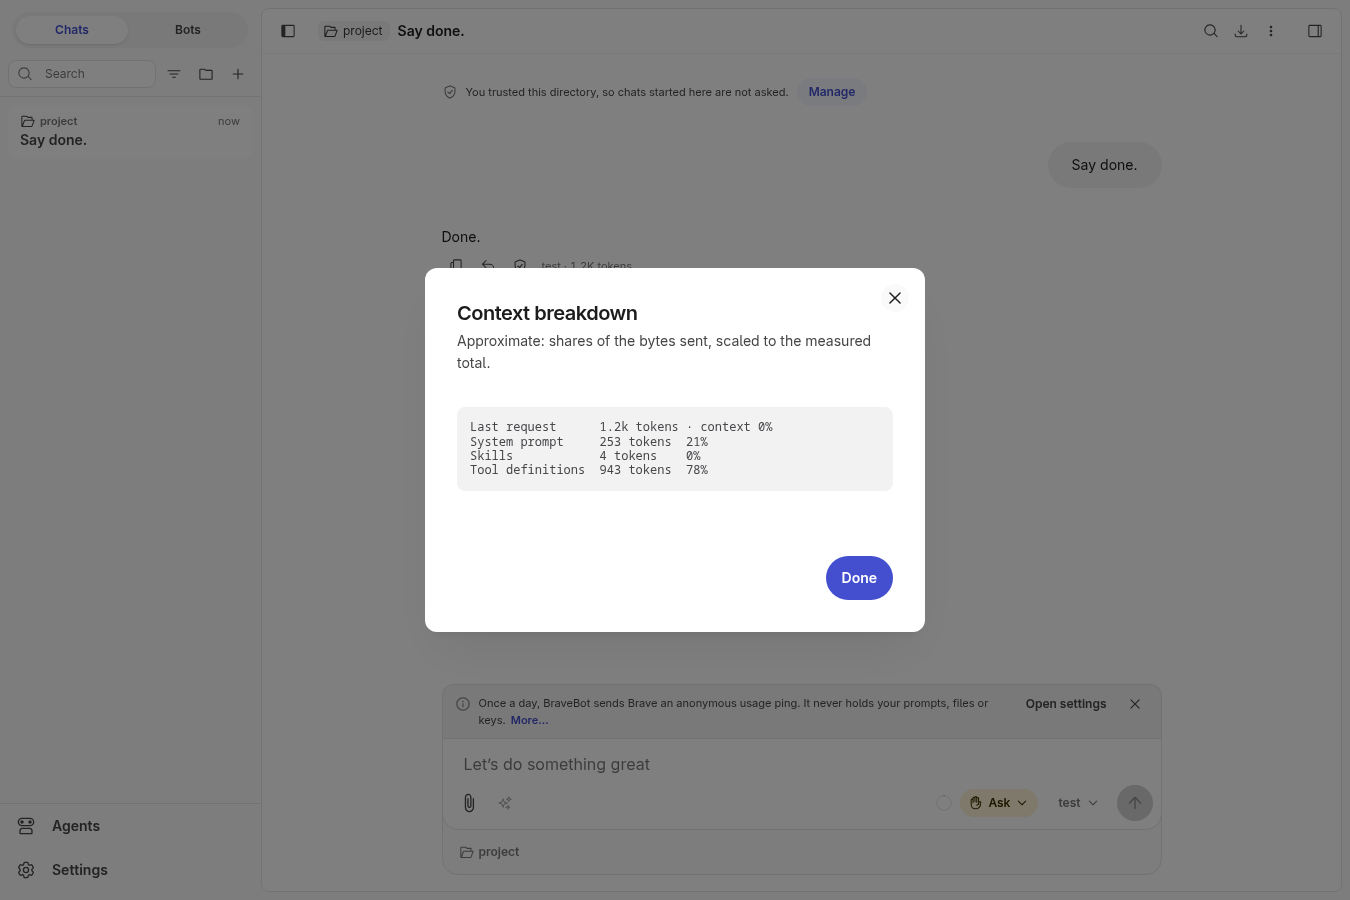 Chats
Bots
Search
project
now
Say done.
Agents
Settings
project
Say done.
You trusted this directory, so chats started here are not asked.
Manage
Say done.
Done.
test · 1.2K tokens
Context breakdown
Approximate: shares of the bytes sent, scaled to the measured
total.
Last request 1.2k tokens · context 0%
System prompt 253 tokens 21%
Skills 4 tokens 0%
Tool definitions 943 tokens 78%
Done
Once a day, BraveBot sends Brave an anonymous usage ping. It never holds your prompts, files or
keys. More...
Open settings
Let’s do something great
Ask
test
project